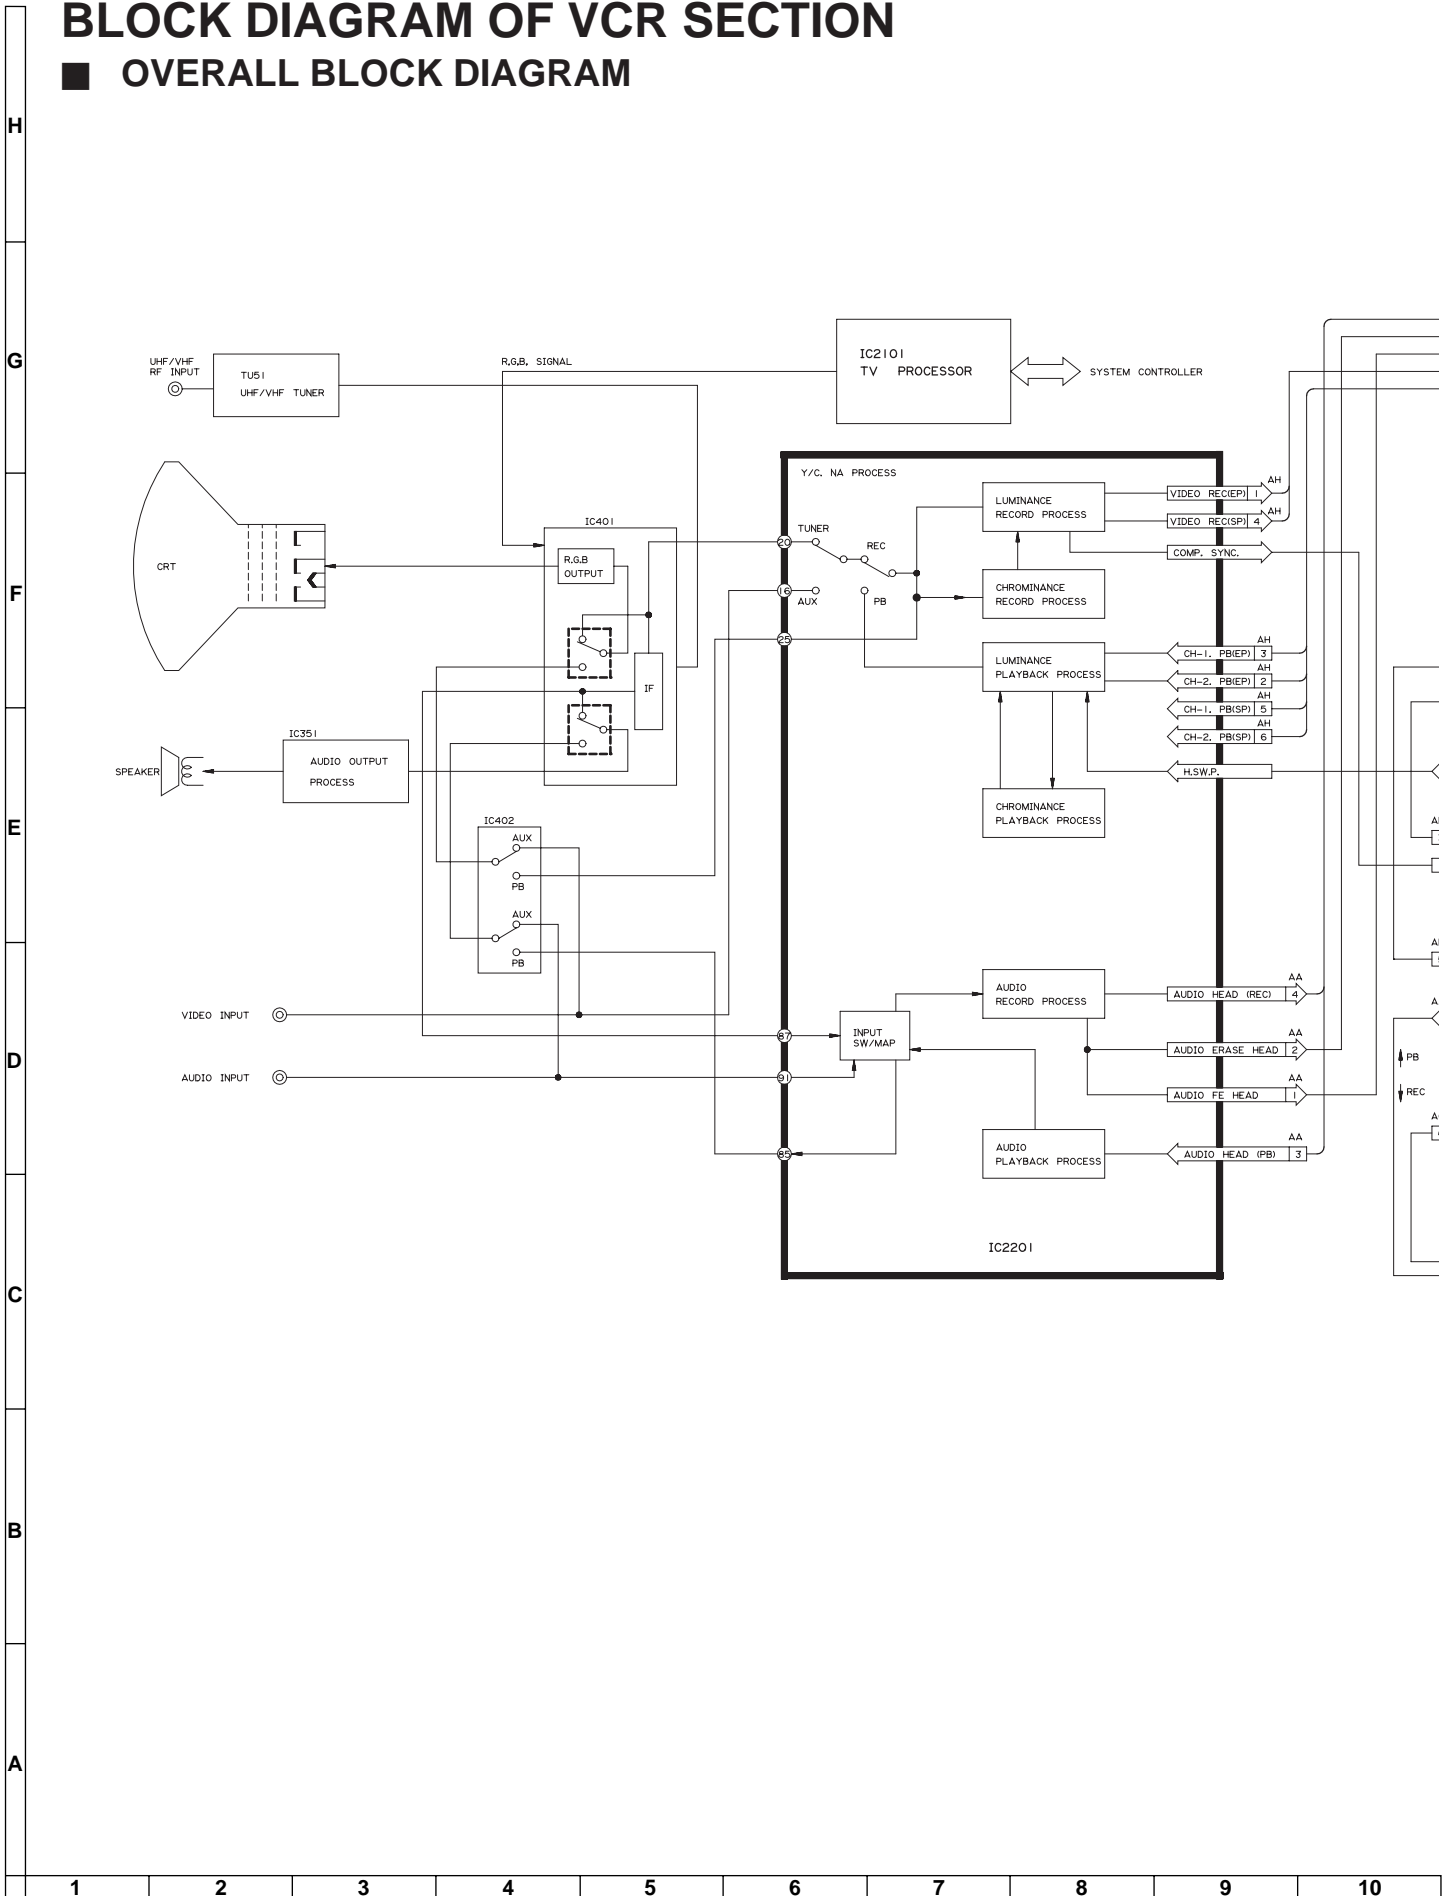 BLOCK DIAGRAM OF VCR SECTION
■ OVERALL BLOCK DIAGRAM
H
G
F
E
D
C
B
A
UHF/VHF
RF INPUT
TU51
UHF/VHF TUNER
R.G.B. SIGNAL
IC2101
TV PROCESSOR
SYSTEM CONTROLLER
CRT
IC401
R.G.B
OUTPUT
IF
Y/C. NA PROCESS
TUNER
20
REC
16
AUX
PB
25
LUMINANCE
RECORD PROCESS
CHROMINANCE
RECORD PROCESS
LUMINANCE
PLAYBACK PROCESS
CHROMINANCE
PLAYBACK PROCESS
AH
VIDEO REC(EP) 1
AH
VIDEO REC(SP) 4
COMP. SYNC.
AH
CH-1. PB(EP) 3
AH
CH-2. PB(EP) 2
AH
CH-1. PB(SP) 5
AH
CH-2. PB(SP) 6
H.SW.P.
SPEAKER
IC351
AUDIO OUTPUT
PROCESS
IC402
AUX
PB
AUX
PB
VIDEO INPUT
AUDIO INPUT
87
91
85
INPUT
SW/MAP
AUDIO
RECORD PROCESS
AUDIO
PLAYBACK PROCESS
AA
AUDIO HEAD (REC) 4
AA
AUDIO ERASE HEAD 2
AA
AUDIO FE HEAD 1
AA
AUDIO HEAD (PB) 3
PB
REC
IC2201
1 2 3 4 5 6 7 8 9 10